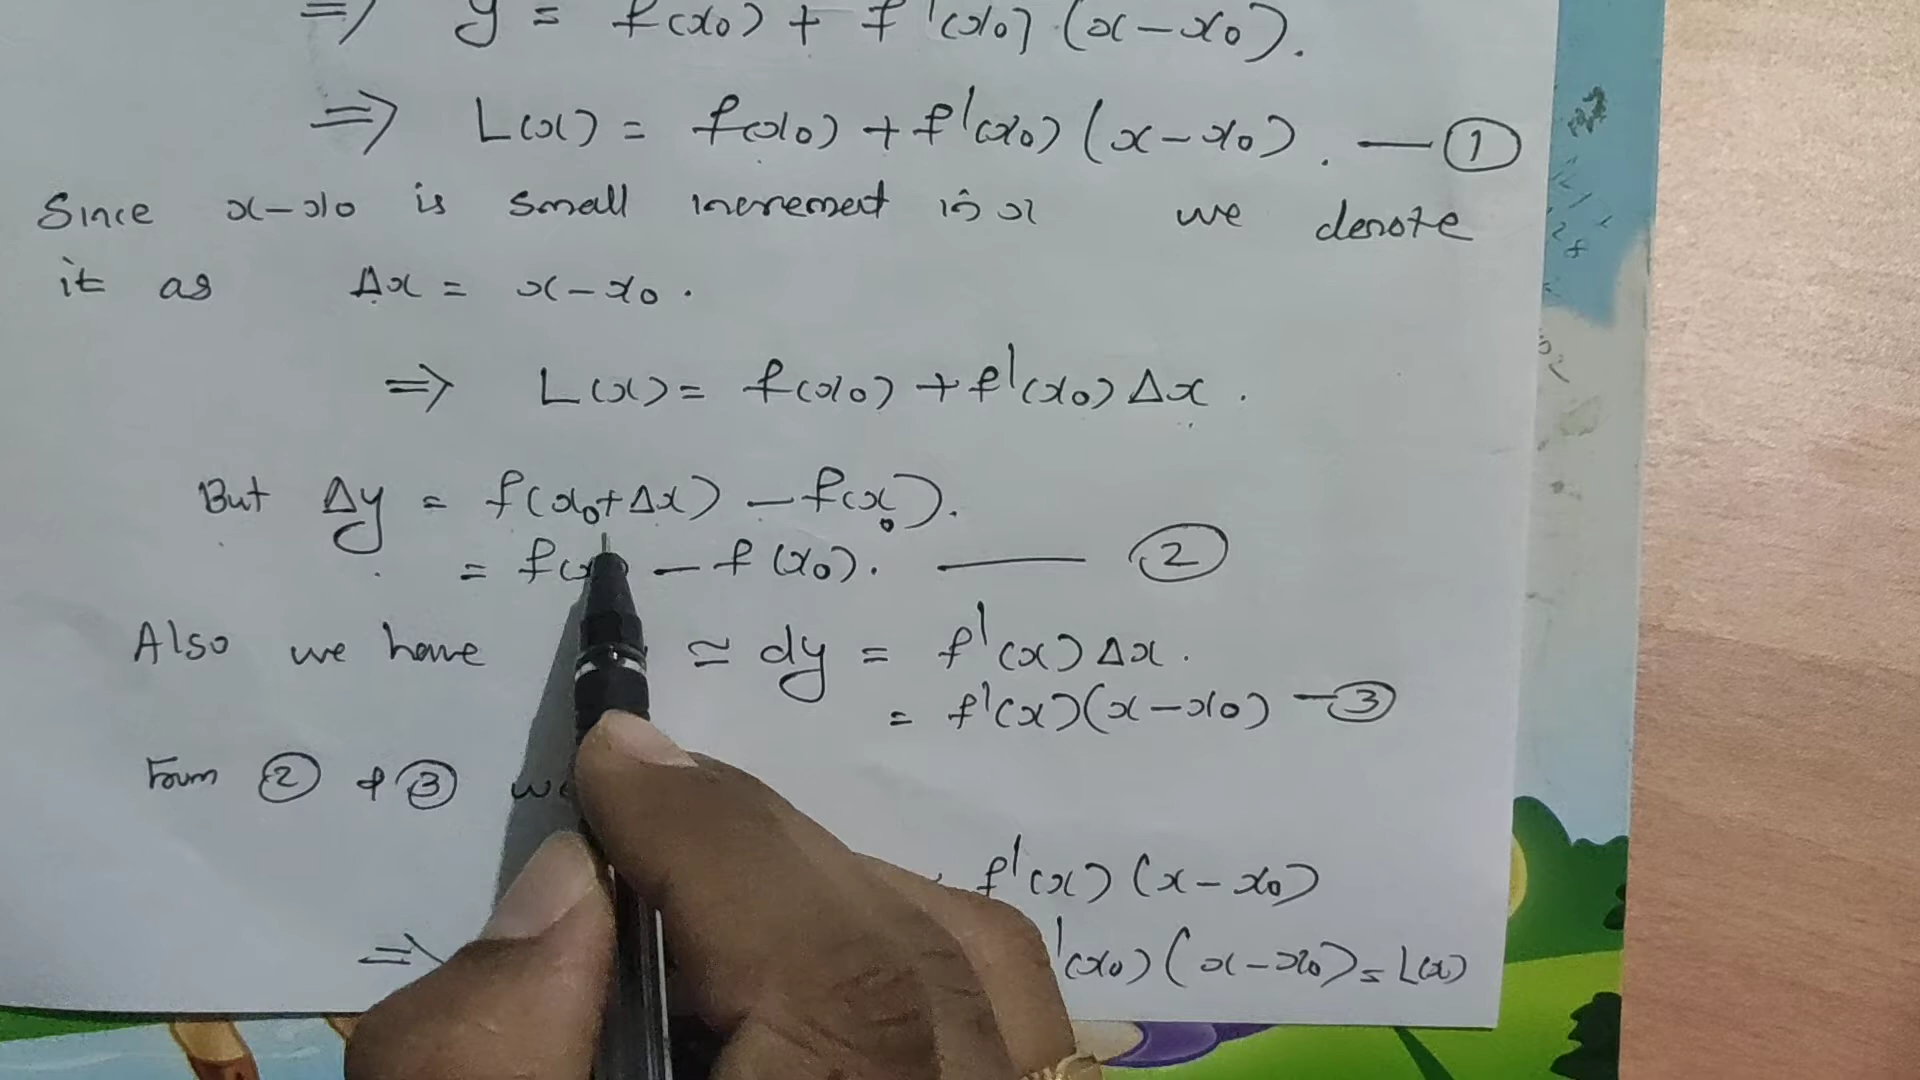 ⇒ y = f(x₀) + f'(x₀) (x-x₀).
⇒ L(x) = f(x₀) + f'(x₀) (x-x₀). — ①
Since x-x₀ is small increment in x we denote
it as Δx = x-x₀.
⇒ L(x) = f(x₀) + f'(x₀) Δx.
But Δy = f(x₀+Δx) - f(x₀).
= f(x) - f(x₀). — ②
Also we have ≃ dy = f'(x) Δx.
= f'(x)(x-x₀) — ③
From ② & ③ we
f'(x) (x-x₀)
⇒ '(x₀) (x-x₀) = L(x)